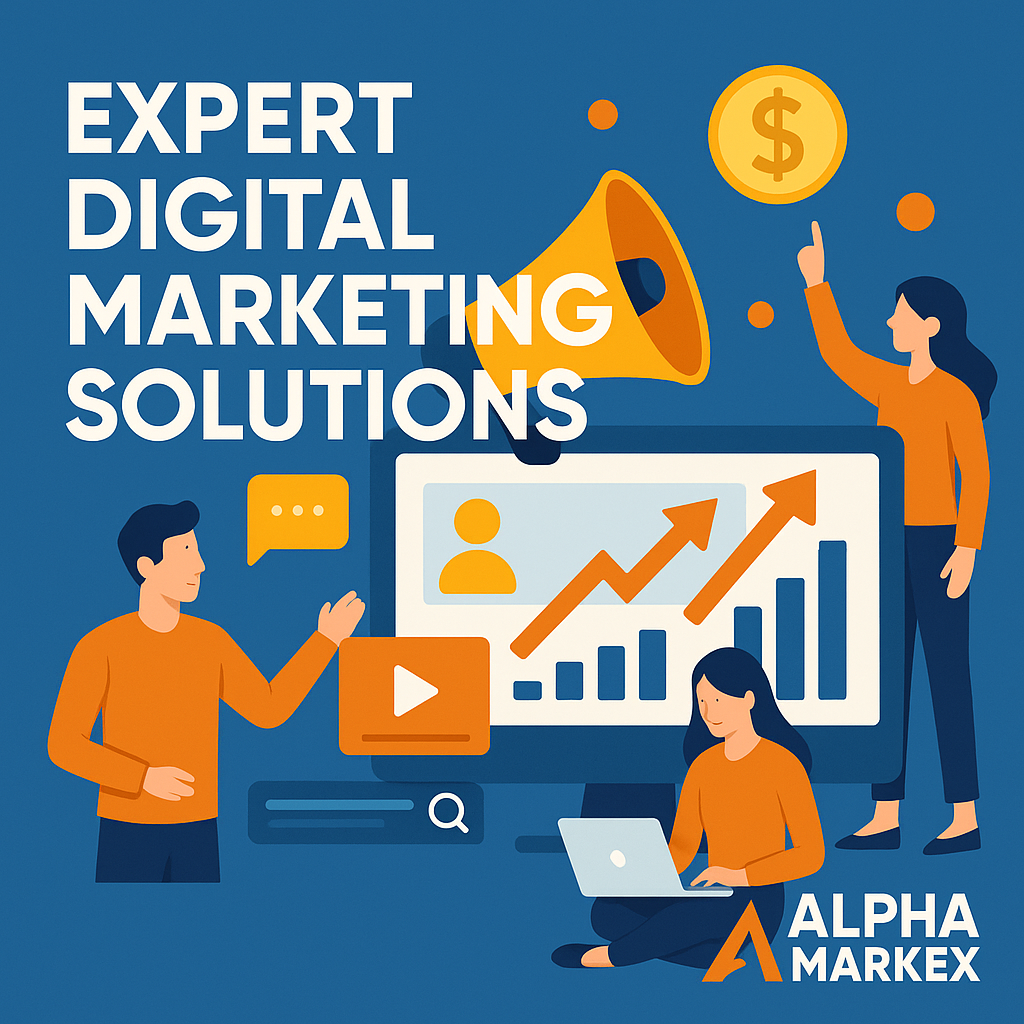 EXPERT
DIGITAL
MARKETING
SOLUTIONS
$
ALPHA
MARKEX